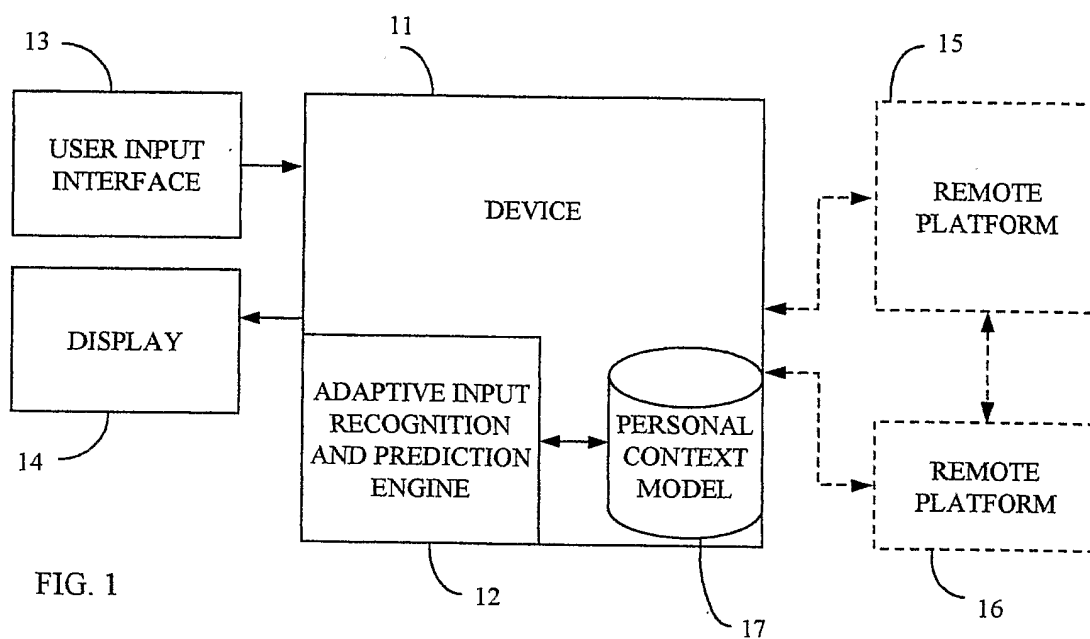 13
11
15
USER INPUT
INTERFACE
DEVICE
REMOTE
PLATFORM
DISPLAY
ADAPTIVE INPUT
RECOGNITION
AND PREDICTION
ENGINE
PERSONAL
CONTEXT
MODEL
REMOTE
PLATFORM
14
FIG. 1
12
17
16